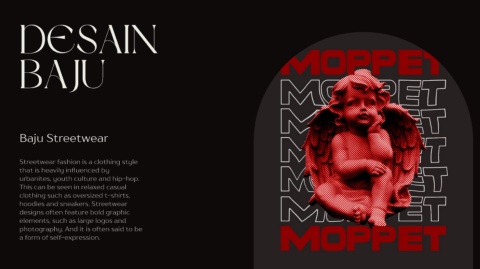 DESAIN
BAJU
Baju Streetwear
Streetwear fashion is a clothing style
that is heavily influenced by
urbanites, youth culture and hip-hop.
This can be seen in relaxed casual
clothing such as oversized t-shirts,
hoodies and sneakers. Streetwear
designs often feature bold graphic
elements, such as large logos and
photography. And it is often said to be
a form of self-expression.
MOPPET
MOPPET
MOPPET
MOPPET
MOPPET
MOPPET
MOPPET